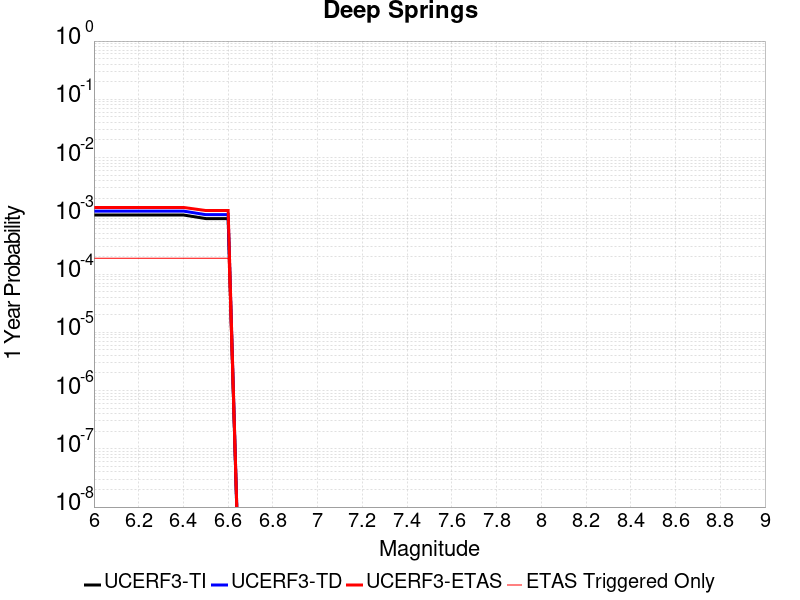 Deep Springs
10^0
10^-1
10^-2
10^-3
10^-4
10^-5
10^-6
10^-7
10^-8
1 Year Probability
6 6.2 6.4 6.6 6.8 7 7.2 7.4 7.6 7.8 8 8.2 8.4 8.6 8.8 9
Magnitude
UCERF3-TI UCERF3-TD UCERF3-ETAS ETAS Triggered Only